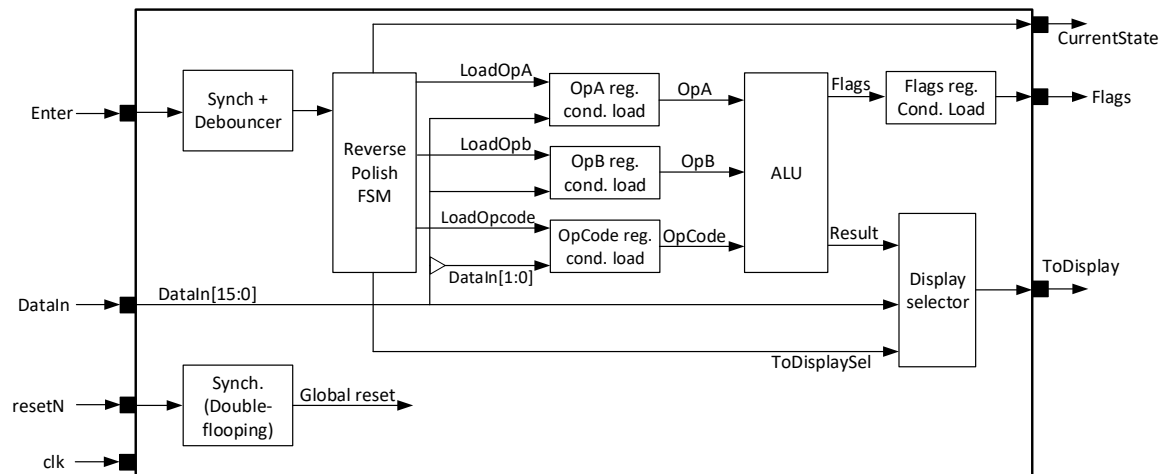 CurrentState
Enter
Synch +
Debouncer
Reverse
Polish
FSM
LoadOpA
OpA reg.
cond. load
OpA
LoadOpb
OpB reg.
cond. load
OpB
LoadOpcode
OpCode reg.
cond. load
OpCode
DataIn[1:0]
ALU
Flags
Flags reg.
Cond. Load
Flags
Result
Display
selector
ToDisplay
DataIn
DataIn[15:0]
ToDisplaySel
resetN
Synch.
(Double-
flooping)
Global reset
clk